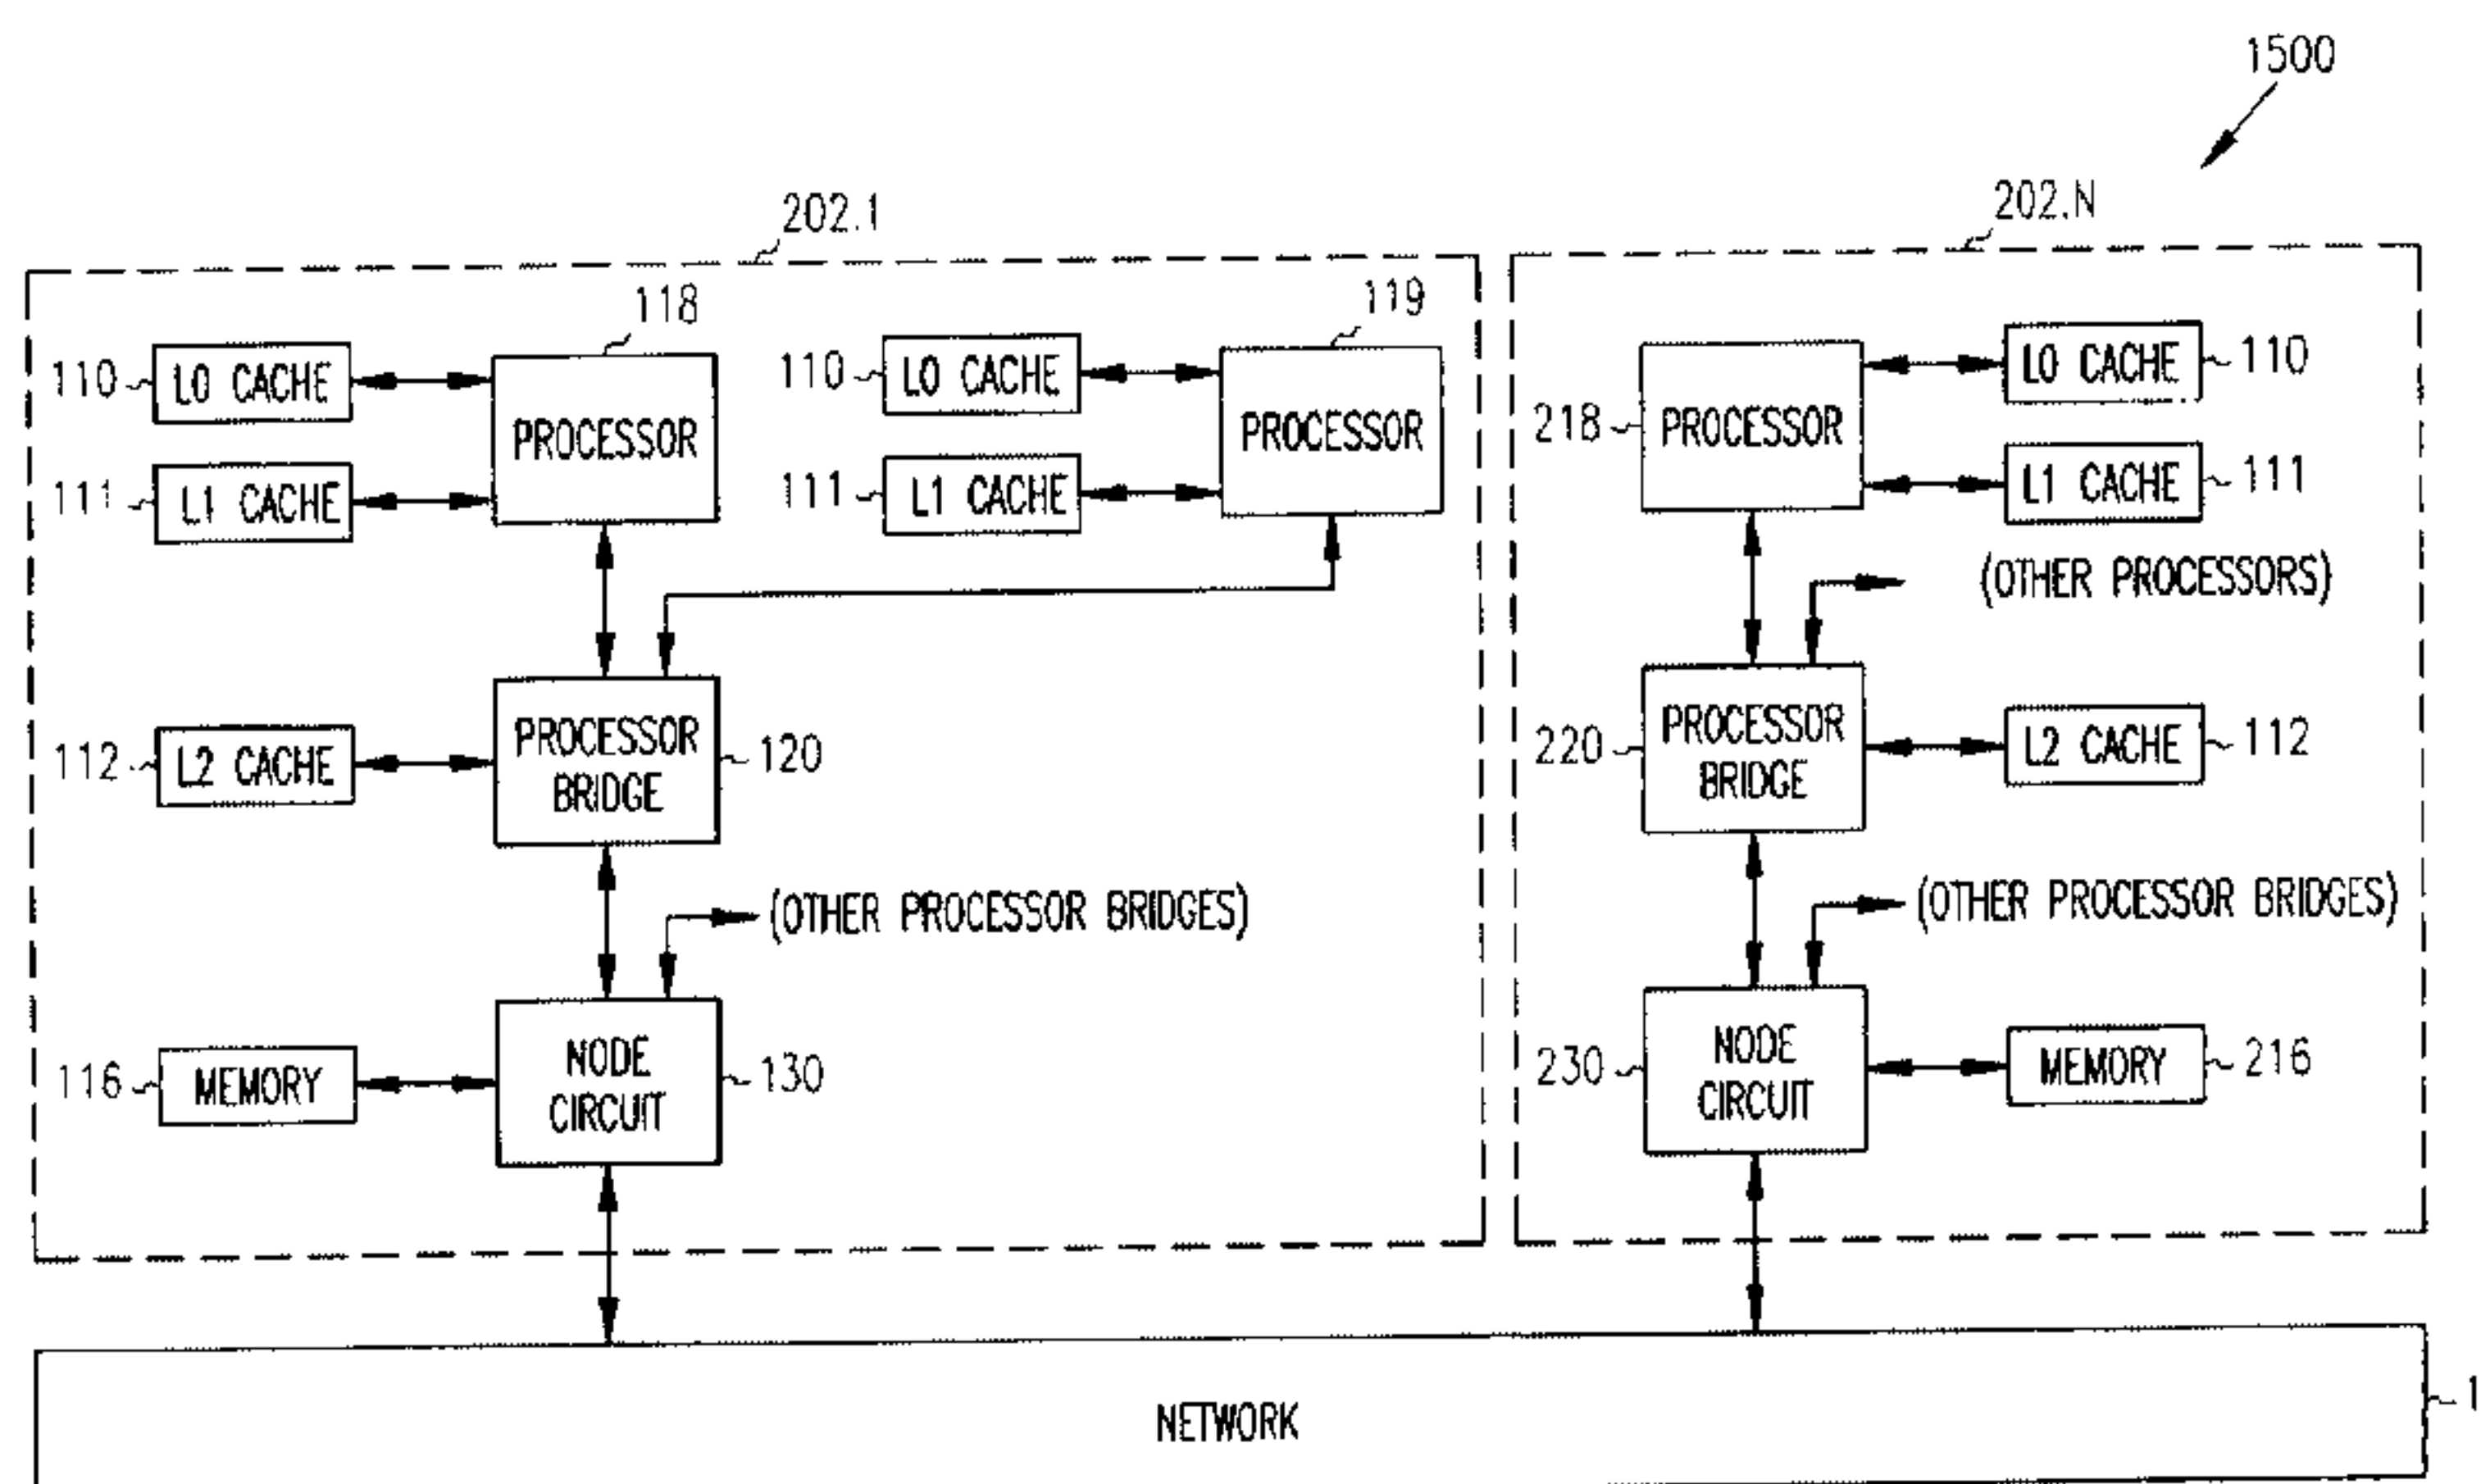 1500
202.1
202.N
118
119
110
L0 CACHE
110
L0 CACHE
L0 CACHE
110
PROCESSOR
PROCESSOR
218
PROCESSOR
111
L1 CACHE
111
L1 CACHE
L1 CACHE
111
(OTHER PROCESSORS)
112
L2 CACHE
PROCESSOR
BRIDGE
120
220
PROCESSOR
BRIDGE
L2 CACHE
112
(OTHER PROCESSOR BRIDGES)
(OTHER PROCESSOR BRIDGES)
116
MEMORY
NODE
CIRCUIT
130
230
NODE
CIRCUIT
MEMORY
216
NETWORK